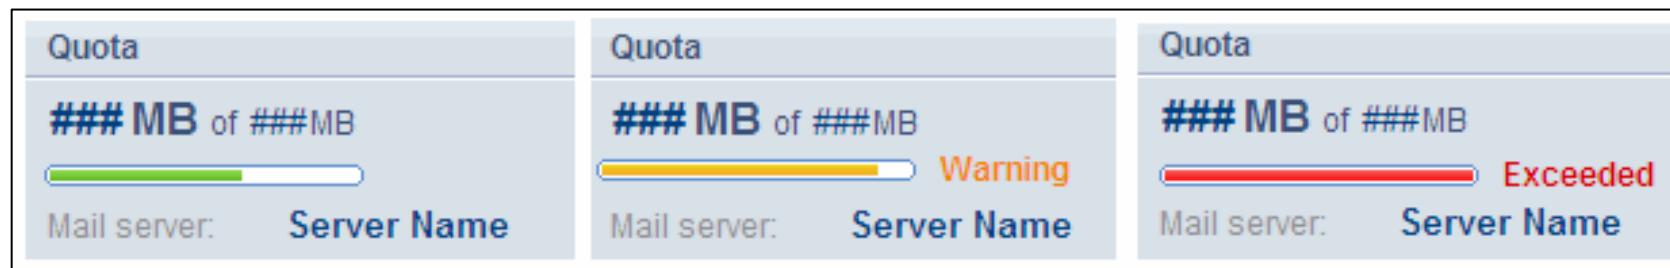 Quota
### MB of ###MB
Mail server: Server Name
Quota
### MB of ###MB
Warning
Mail server: Server Name
Quota
### MB of ###MB
Exceeded
Mail server: Server Name